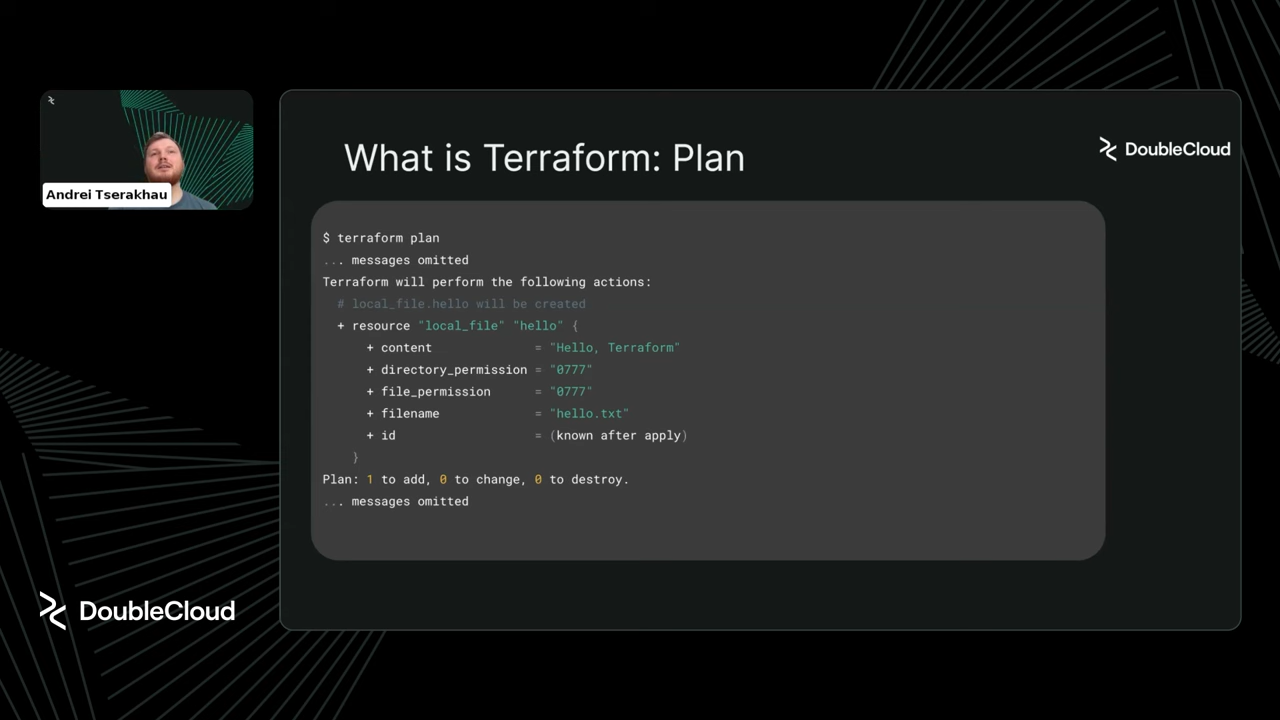 Andrei Tserakhau
DoubleCloud
What is Terraform: Plan
DoubleCloud
$ terraform plan
... messages omitted
Terraform will perform the following actions:
# local_file.hello will be created
+ resource "local_file" "hello" {
+ content = "Hello, Terraform"
+ directory_permission = "0777"
+ file_permission = "0777"
+ filename = "hello.txt"
+ id = (known after apply)
}
Plan: 1 to add, 0 to change, 0 to destroy.
... messages omitted